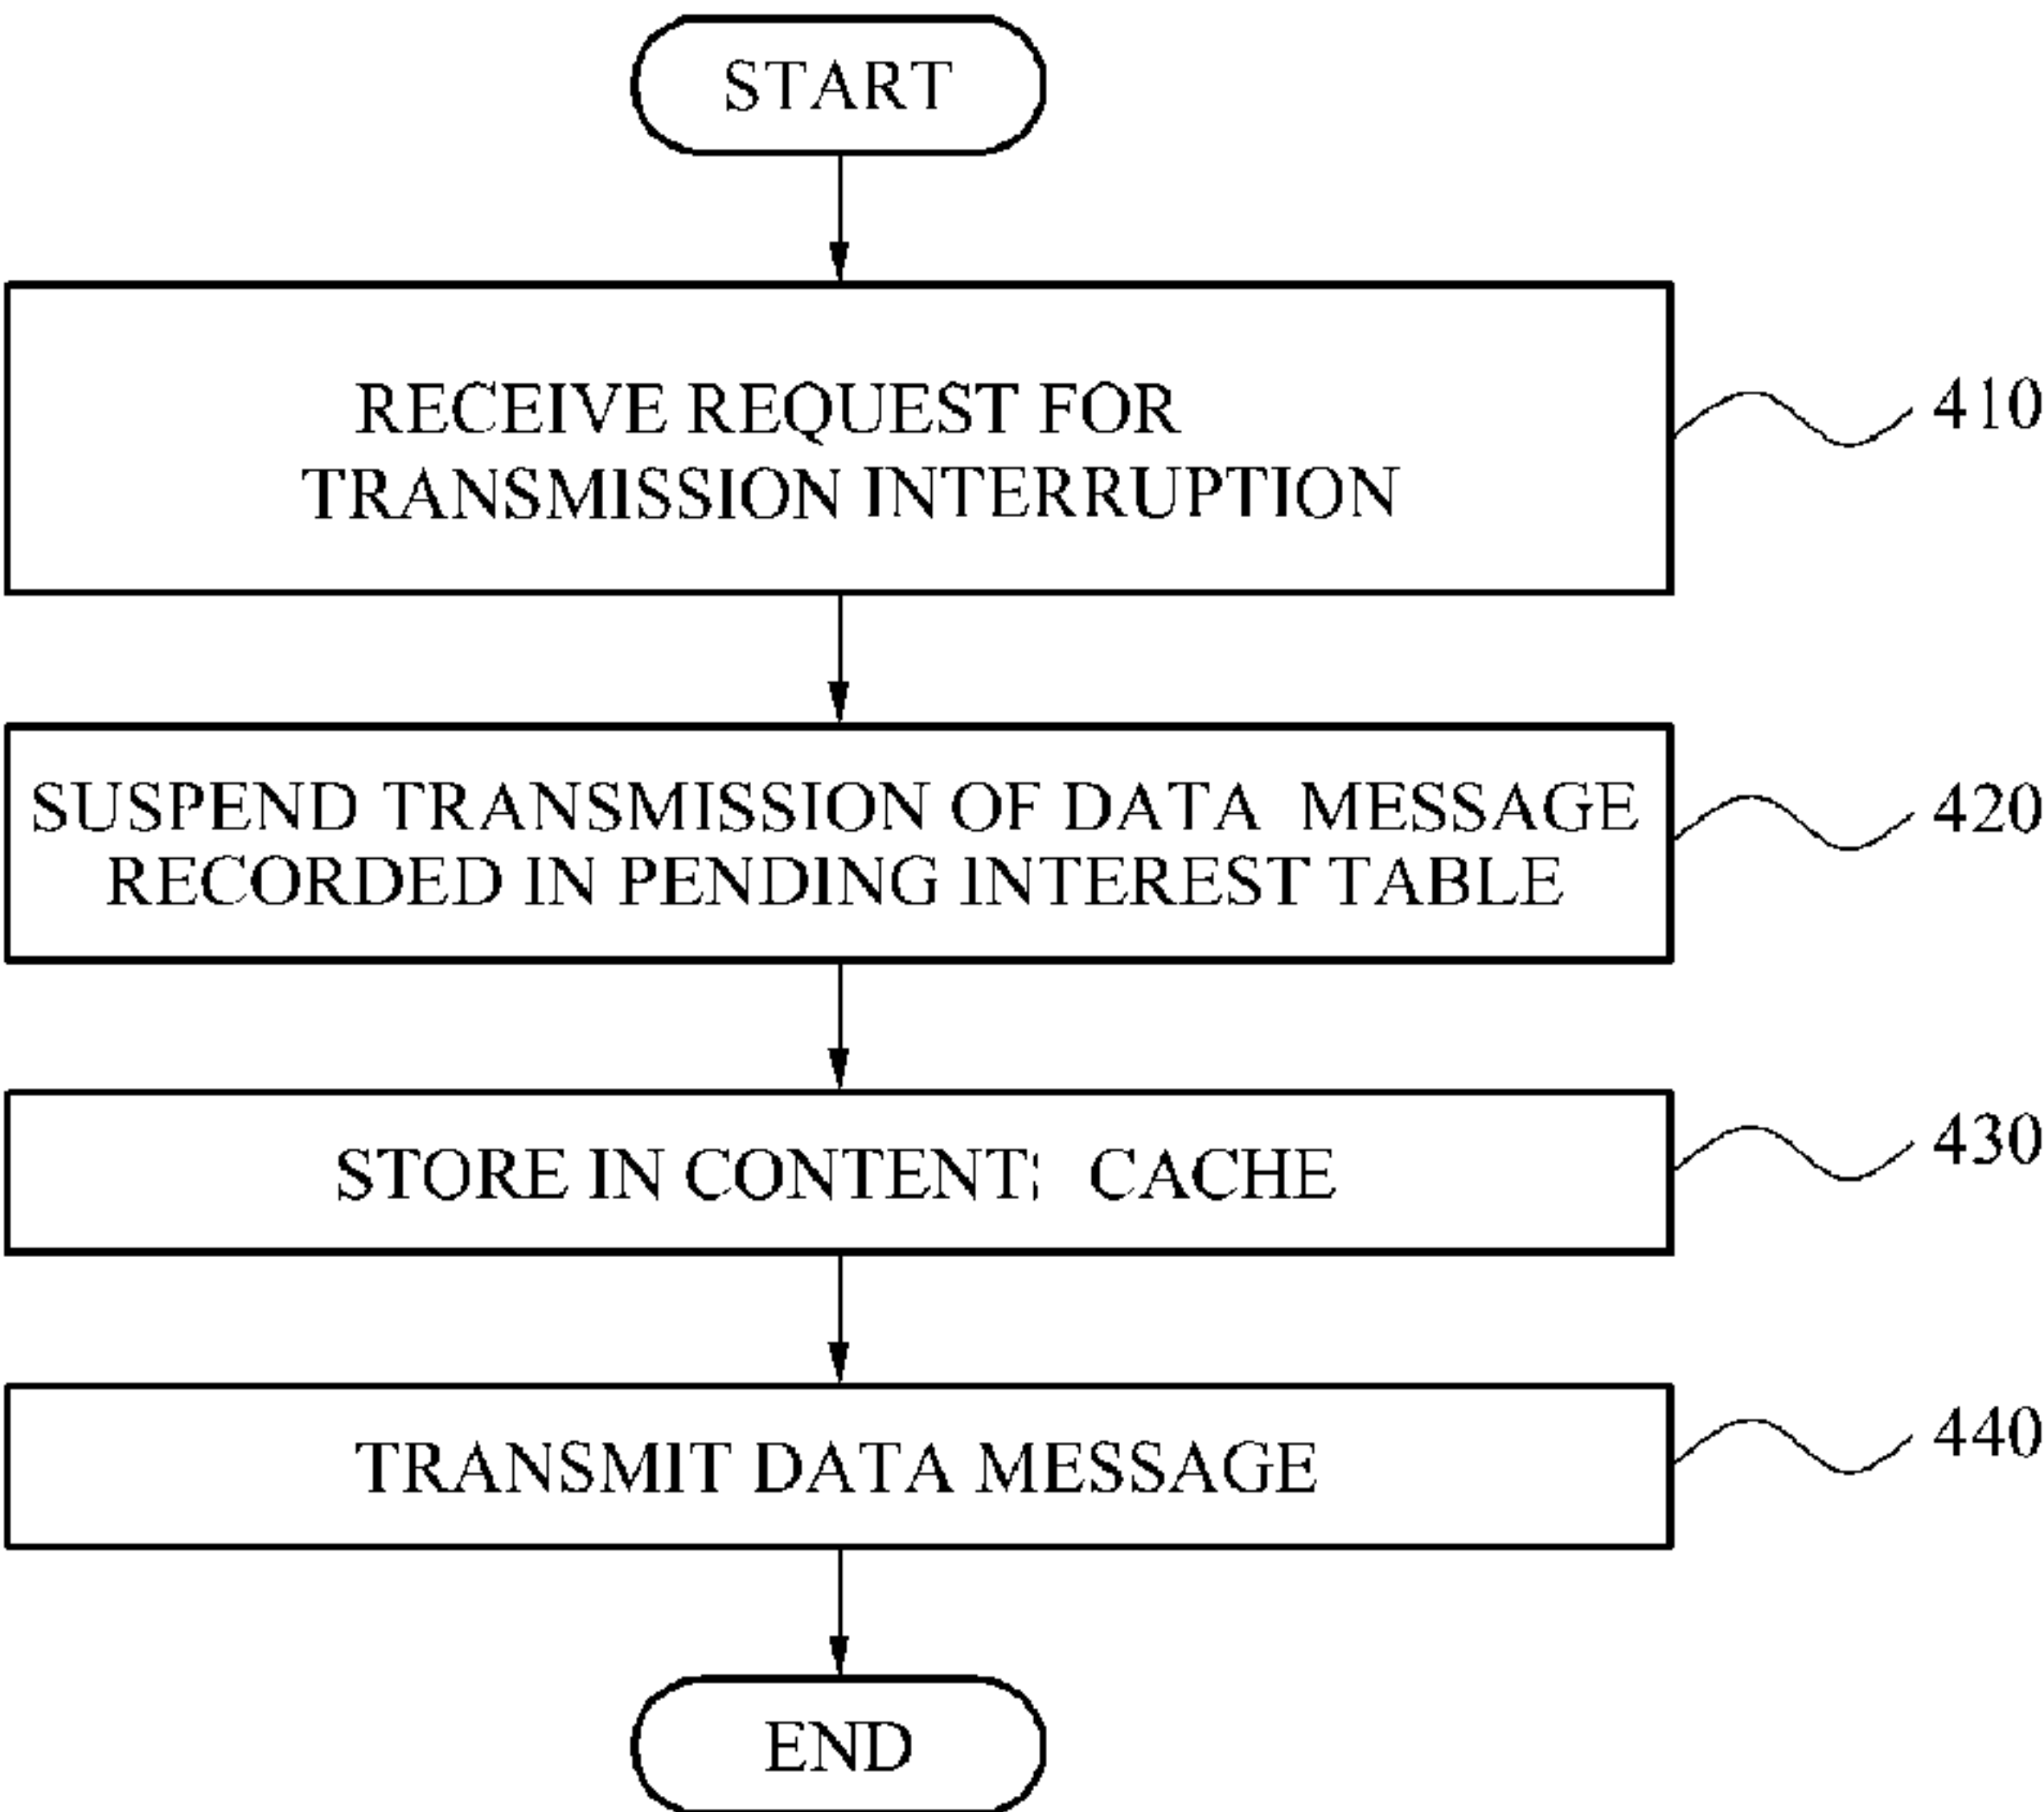 START
RECEIVE REQUEST FOR
410
TRANSMISSION INTERRUPTION
SUSPEND TRANSMISSION OF DATA MESSAGE
420
RECORDED IN PENDING INTEREST TABLE
STORE IN CONTENT CACHE
430
TRANSMIT DATA MESSAGE
440
END